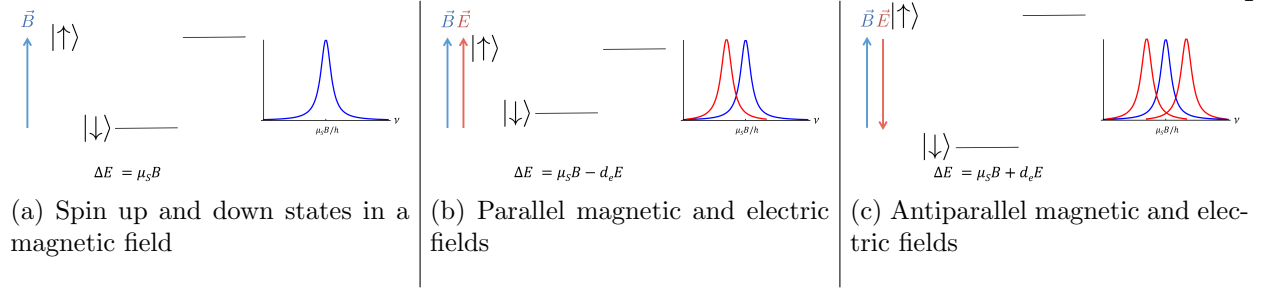 B⃗
|↑⟩
|↓⟩
ν
μ_S B/h
ΔE = μ_S B
(a) Spin up and down states in a
magnetic field
B⃗ E⃗
|↑⟩
|↓⟩
ν
μ_S B/h
ΔE = μ_S B − d_e E
(b) Parallel magnetic and electric
fields
B⃗ E⃗ |↑⟩
|↓⟩
ν
μ_S B/h
ΔE = μ_S B + d_e E
(c) Antiparallel magnetic and elec-
tric fields